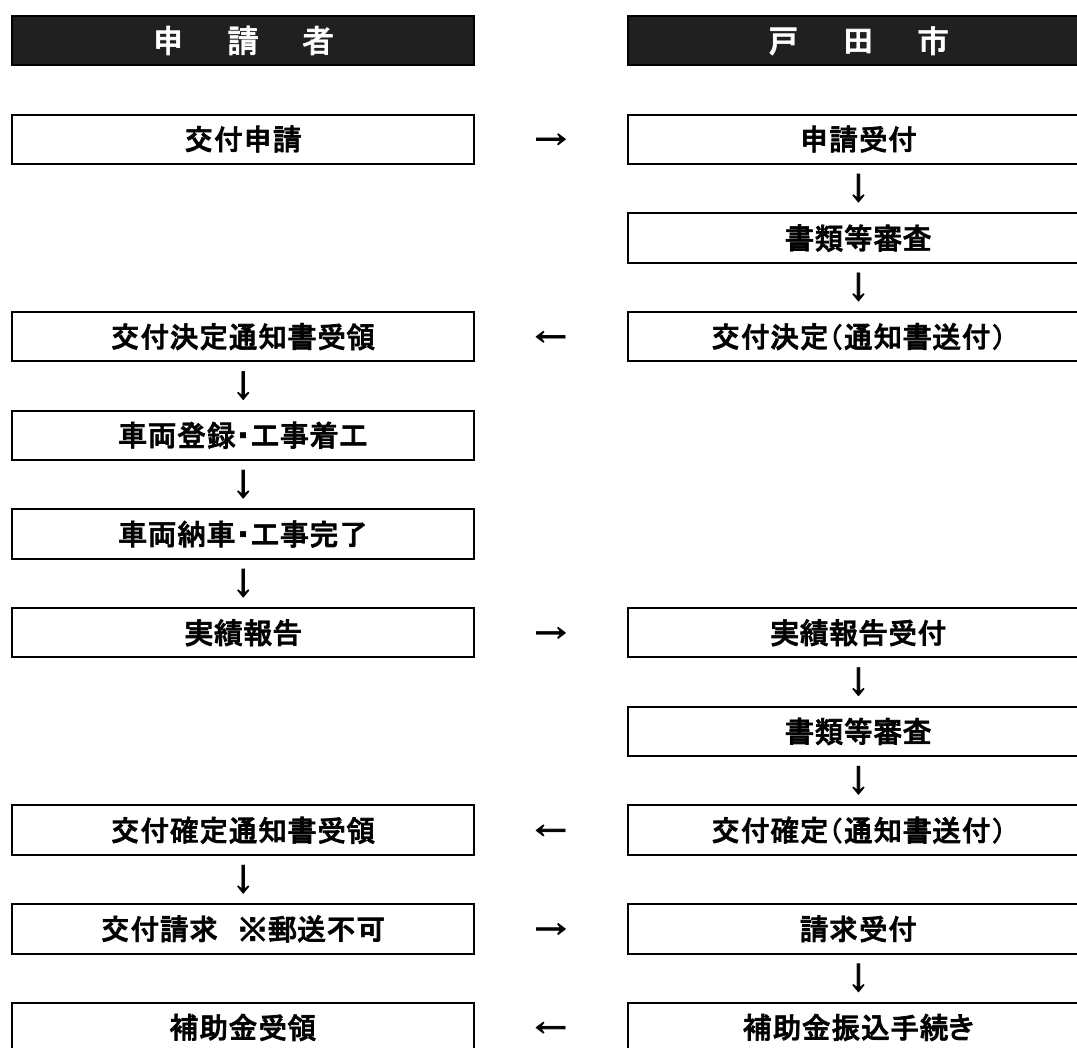 申 請 者
戸 田 市
交付申請 → 申請受付
↓
書類等審査
↓
交付決定通知書受領 ← 交付決定(通知書送付)
↓
車両登録・工事着工
↓
車両納車・工事完了
↓
実績報告 → 実績報告受付
↓
書類等審査
↓
交付確定通知書受領 ← 交付確定(通知書送付)
↓
交付請求 ※郵送不可 → 請求受付
↓
補助金受領 ← 補助金振込手続き